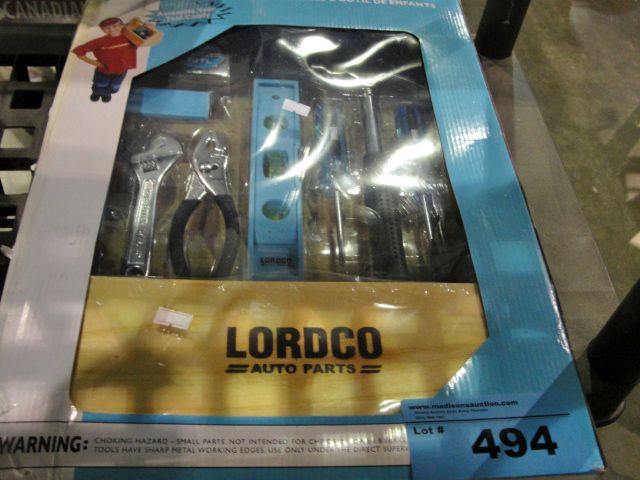 CANADIAN
OUTIL DE ENFANTS
LORDCO
LORDCO
AUTO PARTS
www.madisonsauction.com
Lot # 494
WARNING: CHOKING HAZARD - SMALL PARTS. NOT INTENDED FOR
TOOLS HAVE SHARP METAL WORKING EDGES. USE ONLY UNDER THE DIRECT